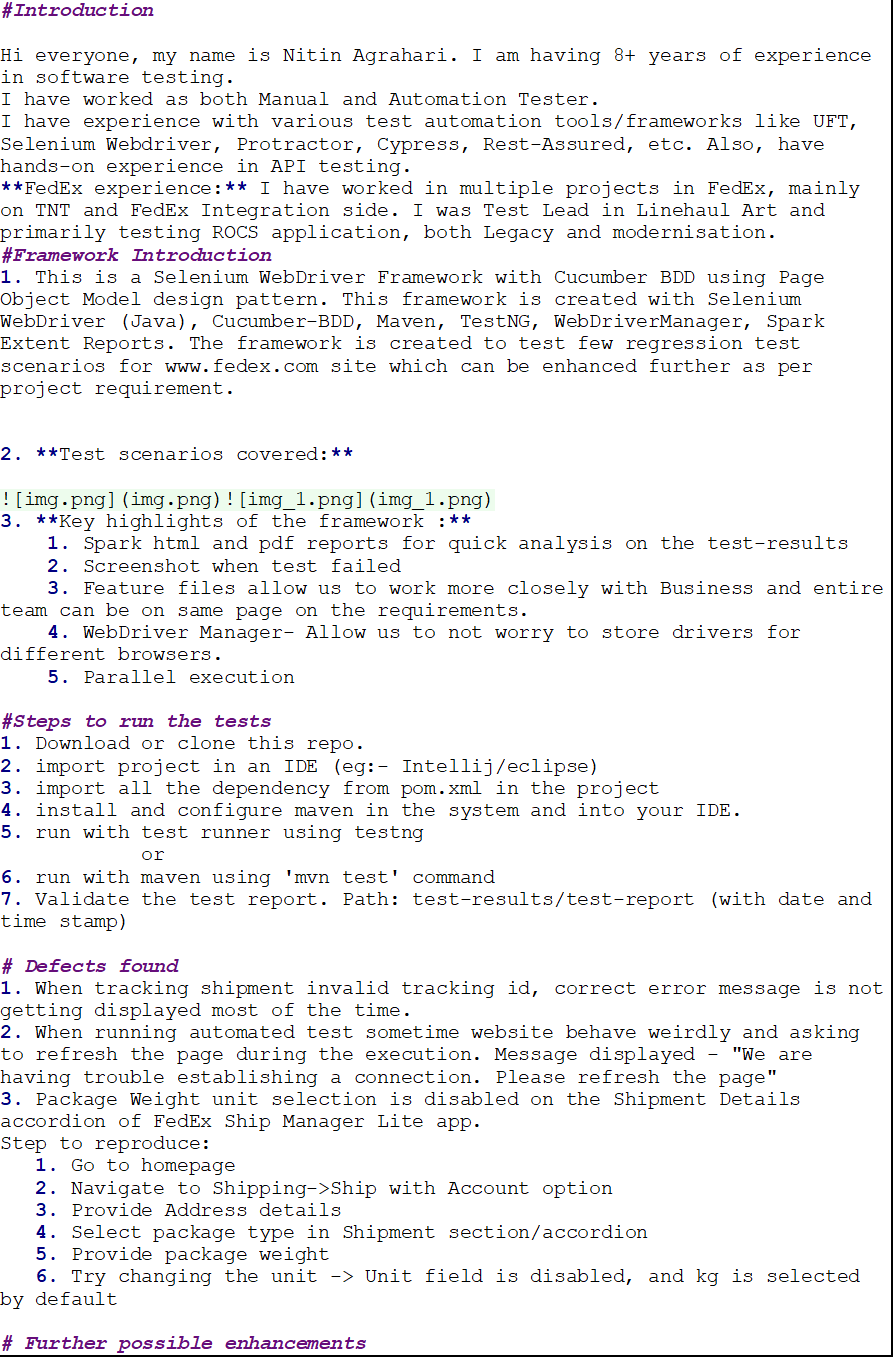 #Introduction
Hi everyone, my name is Nitin Agrahari. I am having 8+ years of experience
in software testing.
I have worked as both Manual and Automation Tester.
I have experience with various test automation tools/frameworks like UFT,
Selenium Webdriver, Protractor, Cypress, Rest-Assured, etc. Also, have
hands-on experience in API testing.
**FedEx experience:** I have worked in multiple projects in FedEx, mainly
on TNT and FedEx Integration side. I was Test Lead in Linehaul Art and
primarily testing ROCS application, both Legacy and modernisation.
#Framework Introduction
1. This is a Selenium WebDriver Framework with Cucumber BDD using Page
Object Model design pattern. This framework is created with Selenium
WebDriver (Java), Cucumber-BDD, Maven, TestNG, WebDriverManager, Spark
Extent Reports. The framework is created to test few regression test
scenarios for www.fedex.com site which can be enhanced further as per
project requirement.
2. **Test scenarios covered:**
![img.png](img.png)![img_1.png](img_1.png)
3. **Key highlights of the framework :**
1. Spark html and pdf reports for quick analysis on the test-results
2. Screenshot when test failed
3. Feature files allow us to work more closely with Business and entire
team can be on same page on the requirements.
4. WebDriver Manager- Allow us to not worry to store drivers for
different browsers.
5. Parallel execution
#Steps to run the tests
1. Download or clone this repo.
2. import project in an IDE (eg:- Intellij/eclipse)
3. import all the dependency from pom.xml in the project
4. install and configure maven in the system and into your IDE.
5. run with test runner using testng
or
6. run with maven using 'mvn test' command
7. Validate the test report. Path: test-results/test-report (with date and
time stamp)
# Defects found
1. When tracking shipment invalid tracking id, correct error message is not
getting displayed most of the time.
2. When running automated test sometime website behave weirdly and asking
to refresh the page during the execution. Message displayed - "We are
having trouble establishing a connection. Please refresh the page"
3. Package Weight unit selection is disabled on the Shipment Details
accordion of FedEx Ship Manager Lite app.
Step to reproduce:
1. Go to homepage
2. Navigate to Shipping->Ship with Account option
3. Provide Address details
4. Select package type in Shipment section/accordion
5. Provide package weight
6. Try changing the unit -> Unit field is disabled, and kg is selected
by default
# Further possible enhancements